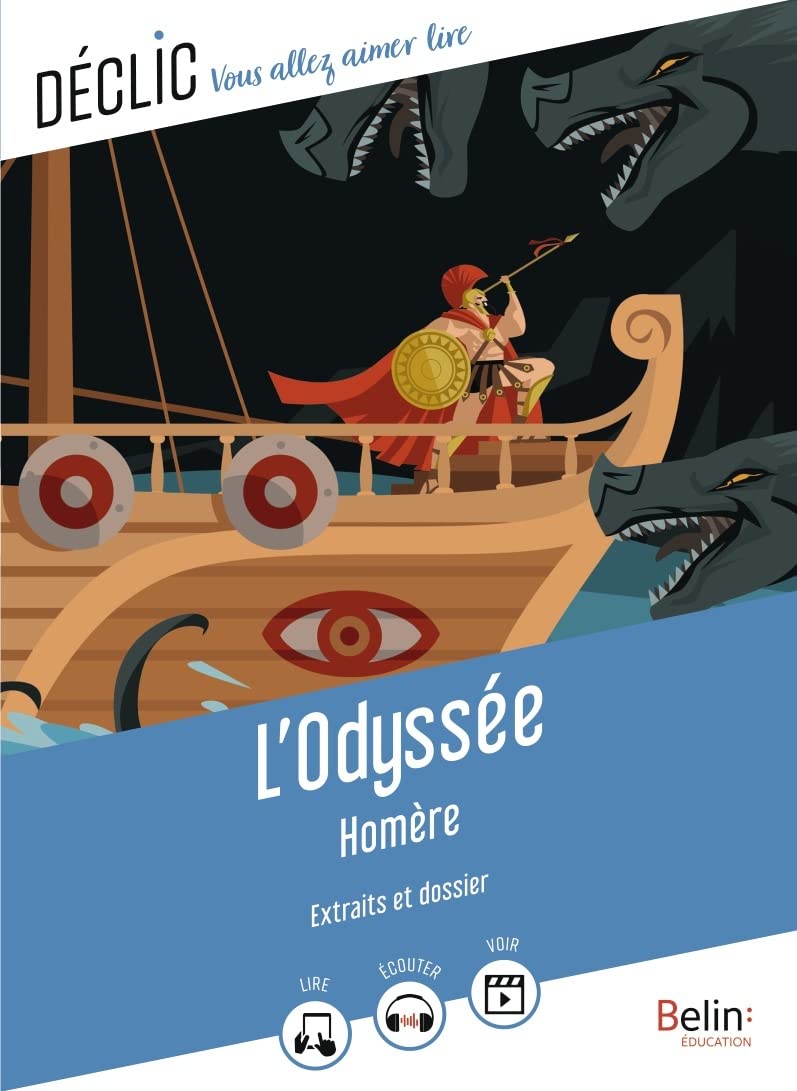 DÉCLIC Vous allez aimer lire
L'Odyssée
Homère
Extraits et dossier
LIRE
ÉCOUTER
VOIR
Belin:
ÉDUCATION